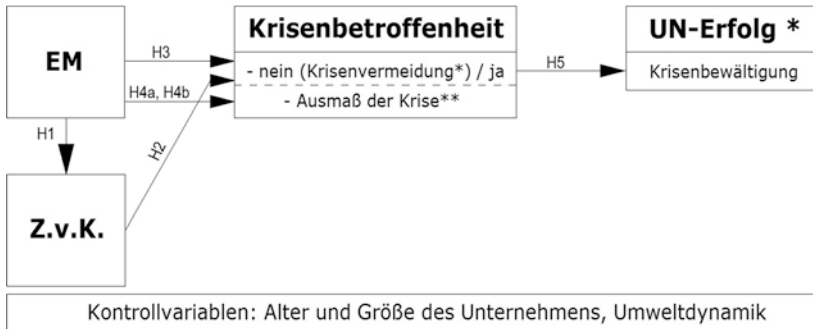 EM
H3
H4a, H4b
H1
H2
Z.v.K.
Krisenbetroffenheit
- nein (Krisenvermeidung*) / ja
- Ausmaß der Krise**
H5
UN-Erfolg *
Krisenbewältigung
Kontrollvariablen: Alter und Größe des Unternehmens, Umweltdynamik